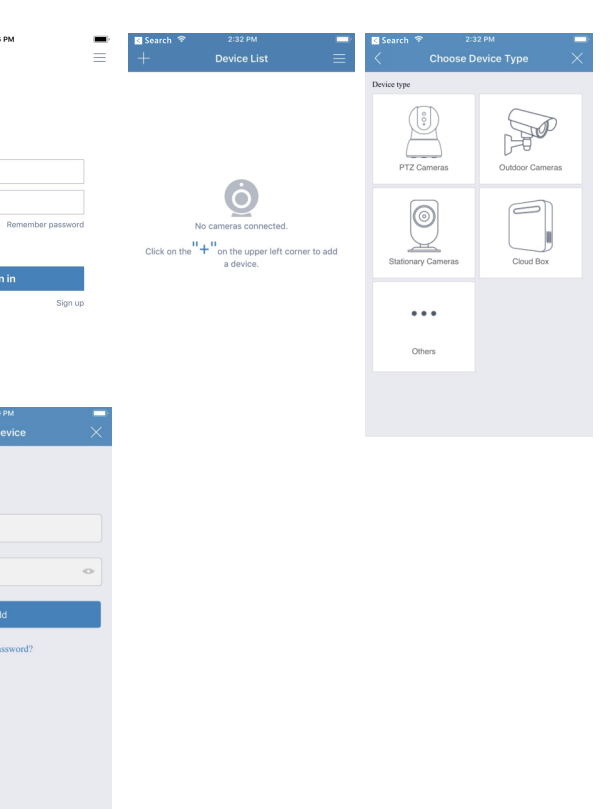 PM
Remember password
n in
Sign up
Search 2:32 PM
Device List
No cameras connected.
Click on the "+" on the upper left corner to add
a device.
Search 2:32 PM
Choose Device Type
Device type
PTZ Cameras
Outdoor Cameras
Stationary Cameras
Cloud Box
Others
PM
evice
ld
ssword?